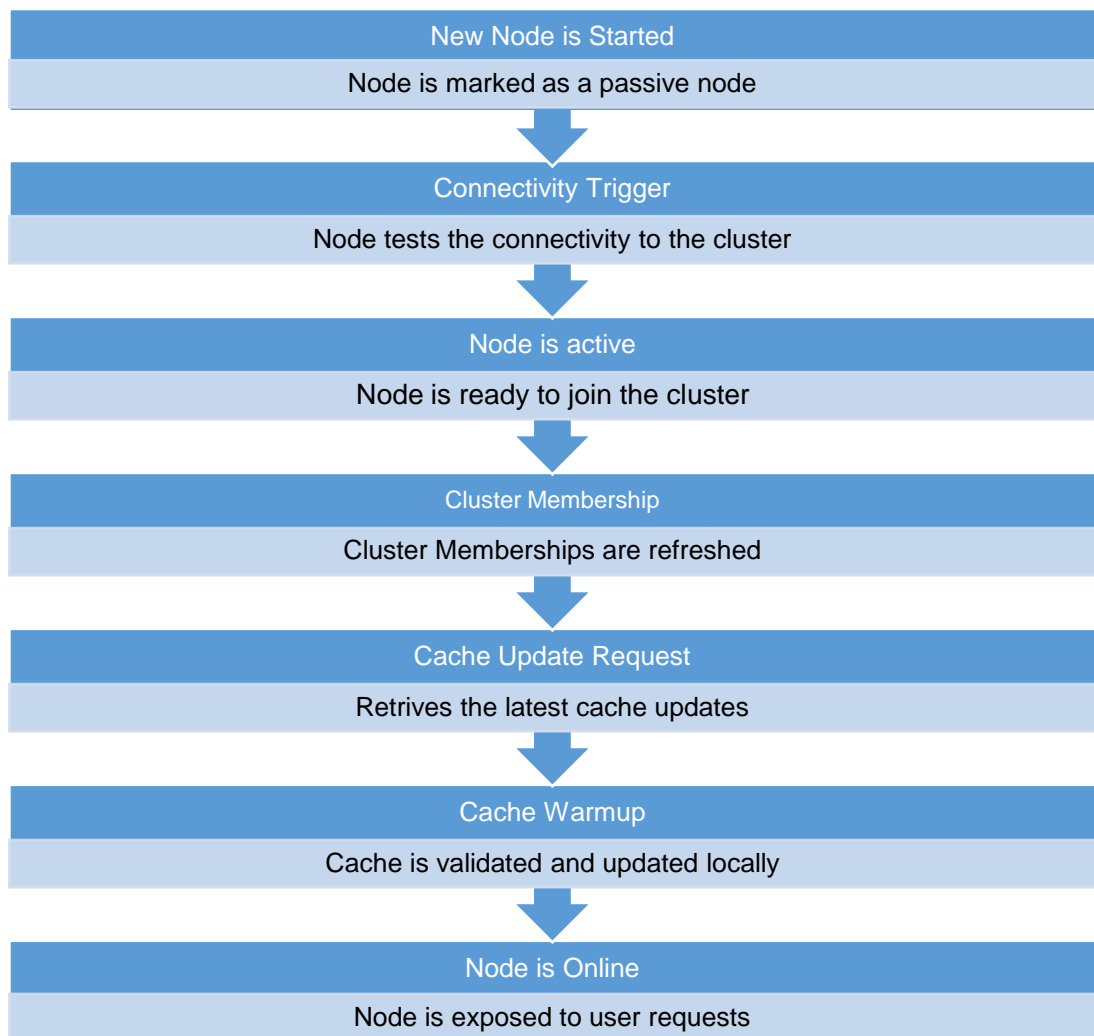 New Node is Started
Node is marked as a passive node
Connectivity Trigger
Node tests the connectivity to the cluster
Node is active
Node is ready to join the cluster
Cluster Membership
Cluster Memberships are refreshed
Cache Update Request
Retrives the latest cache updates
Cache Warmup
Cache is validated and updated locally
Node is Online
Node is exposed to user requests